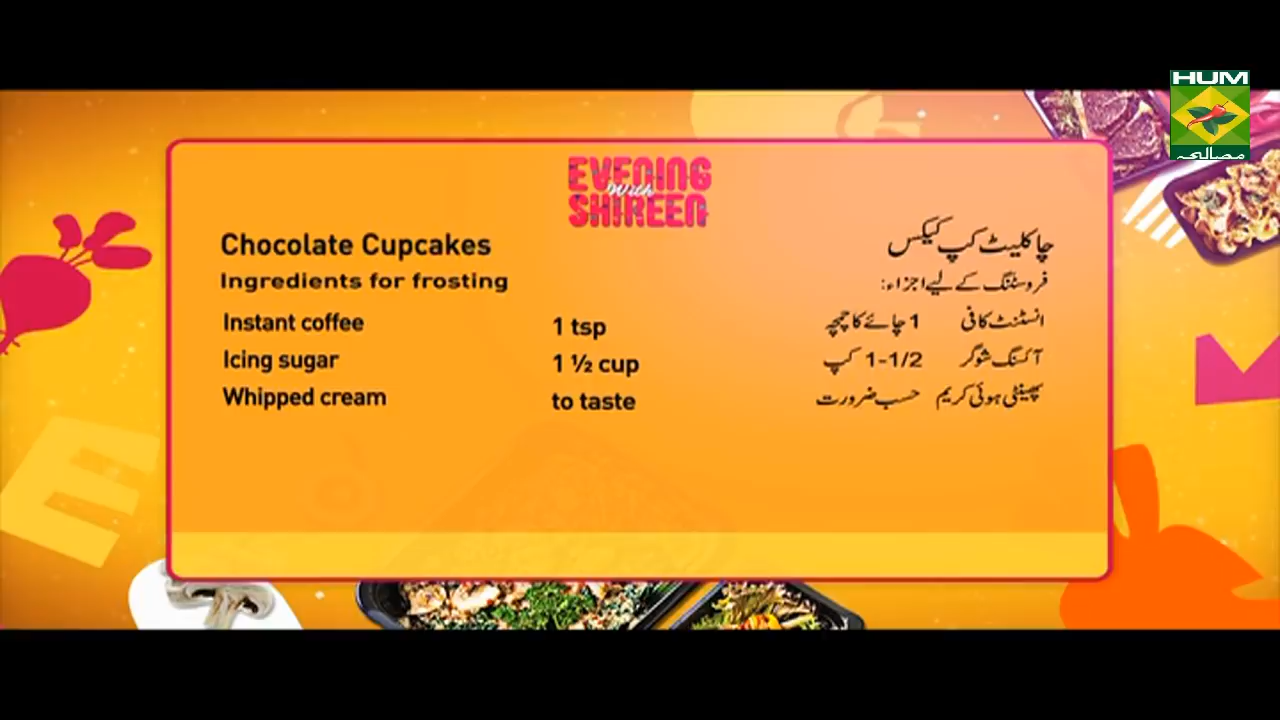 HUM
مصالحہ
EVENING
With
SHIREEN
Chocolate Cupcakes
چاکلیٹ کپ کیکس
Ingredients for frosting
فروسٹنگ کے لیے اجزاء:
Instant coffee 1 tsp
انسٹنٹ کافی 1 چائے کا چمچہ
Icing sugar 1 ½ cup
آئسنگ شوگر 1-1/2 کپ
Whipped cream to taste
پھینٹی ہوئی کریم حسب ضرورت